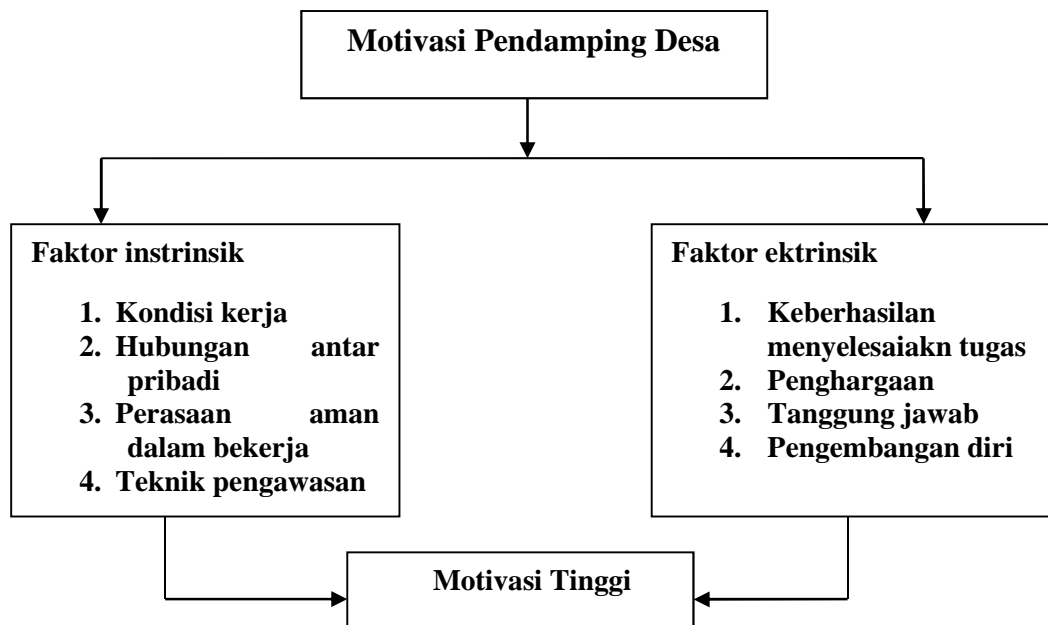 Motivasi Pendamping Desa
Faktor instrinsik
1. Kondisi kerja
2. Hubungan antar
pribadi
3. Perasaan aman
dalam bekerja
4. Teknik pengawasan
Faktor ektrinsik
1. Keberhasilan
menyelesaiakn tugas
2. Penghargaan
3. Tanggung jawab
4. Pengembangan diri
Motivasi Tinggi